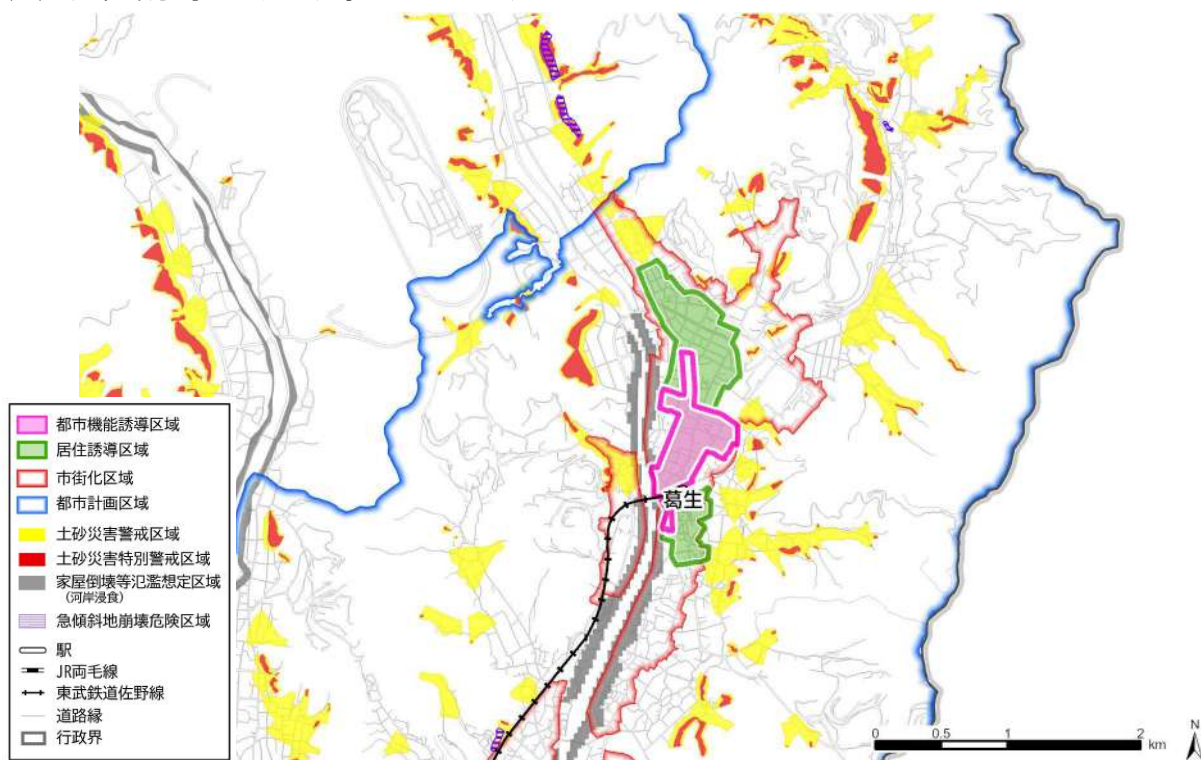 葛生
都市機能誘導区域
居住誘導区域
市街化区域
都市計画区域
土砂災害警戒区域
土砂災害特別警戒区域
家屋倒壊等氾濫想定区域
(河岸浸食)
急傾斜地崩壊危険区域
駅
JR両毛線
東武鉄道佐野線
道路縁
行政界
0 0.5 1 2
km
N